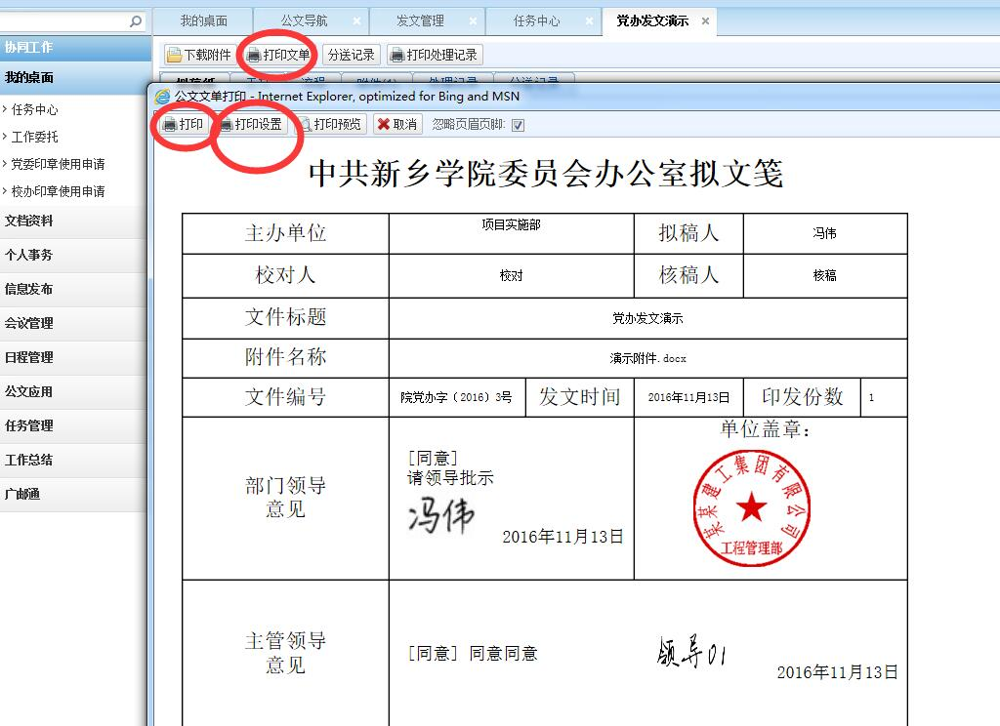 我的桌面 公文导航 × 发文管理 × 任务中心 × 党办发文演示 ×
协同工作
我的桌面
任务中心
工作委托
党委印章使用申请
校办印章使用申请
文档资料
个人事务
信息发布
会议管理
日程管理
公文应用
任务管理
工作总结
广邮通
下载附件 打印文单 分送记录 打印处理记录
公文文单打印 - Internet Explorer, optimized for Bing and MSN
打印 打印设置 打印预览 取消 忽略页眉页脚:
中共新乡学院委员会办公室拟文笺
主办单位 项目实施部 拟稿人 冯伟
校对人 校对 核稿人 核稿
文件标题 党办发文演示
附件名称 演示附件.docx
文件编号 院党办字〔2016〕3号 发文时间 2016年11月13日 印发份数 1
部门领导
意见
[同意]
请领导批示
冯伟
2016年11月13日
单位盖章:
某某建工集团有限公司
工程管理部
主管领导
意见
[同意] 同意同意
领导01
2016年11月13日